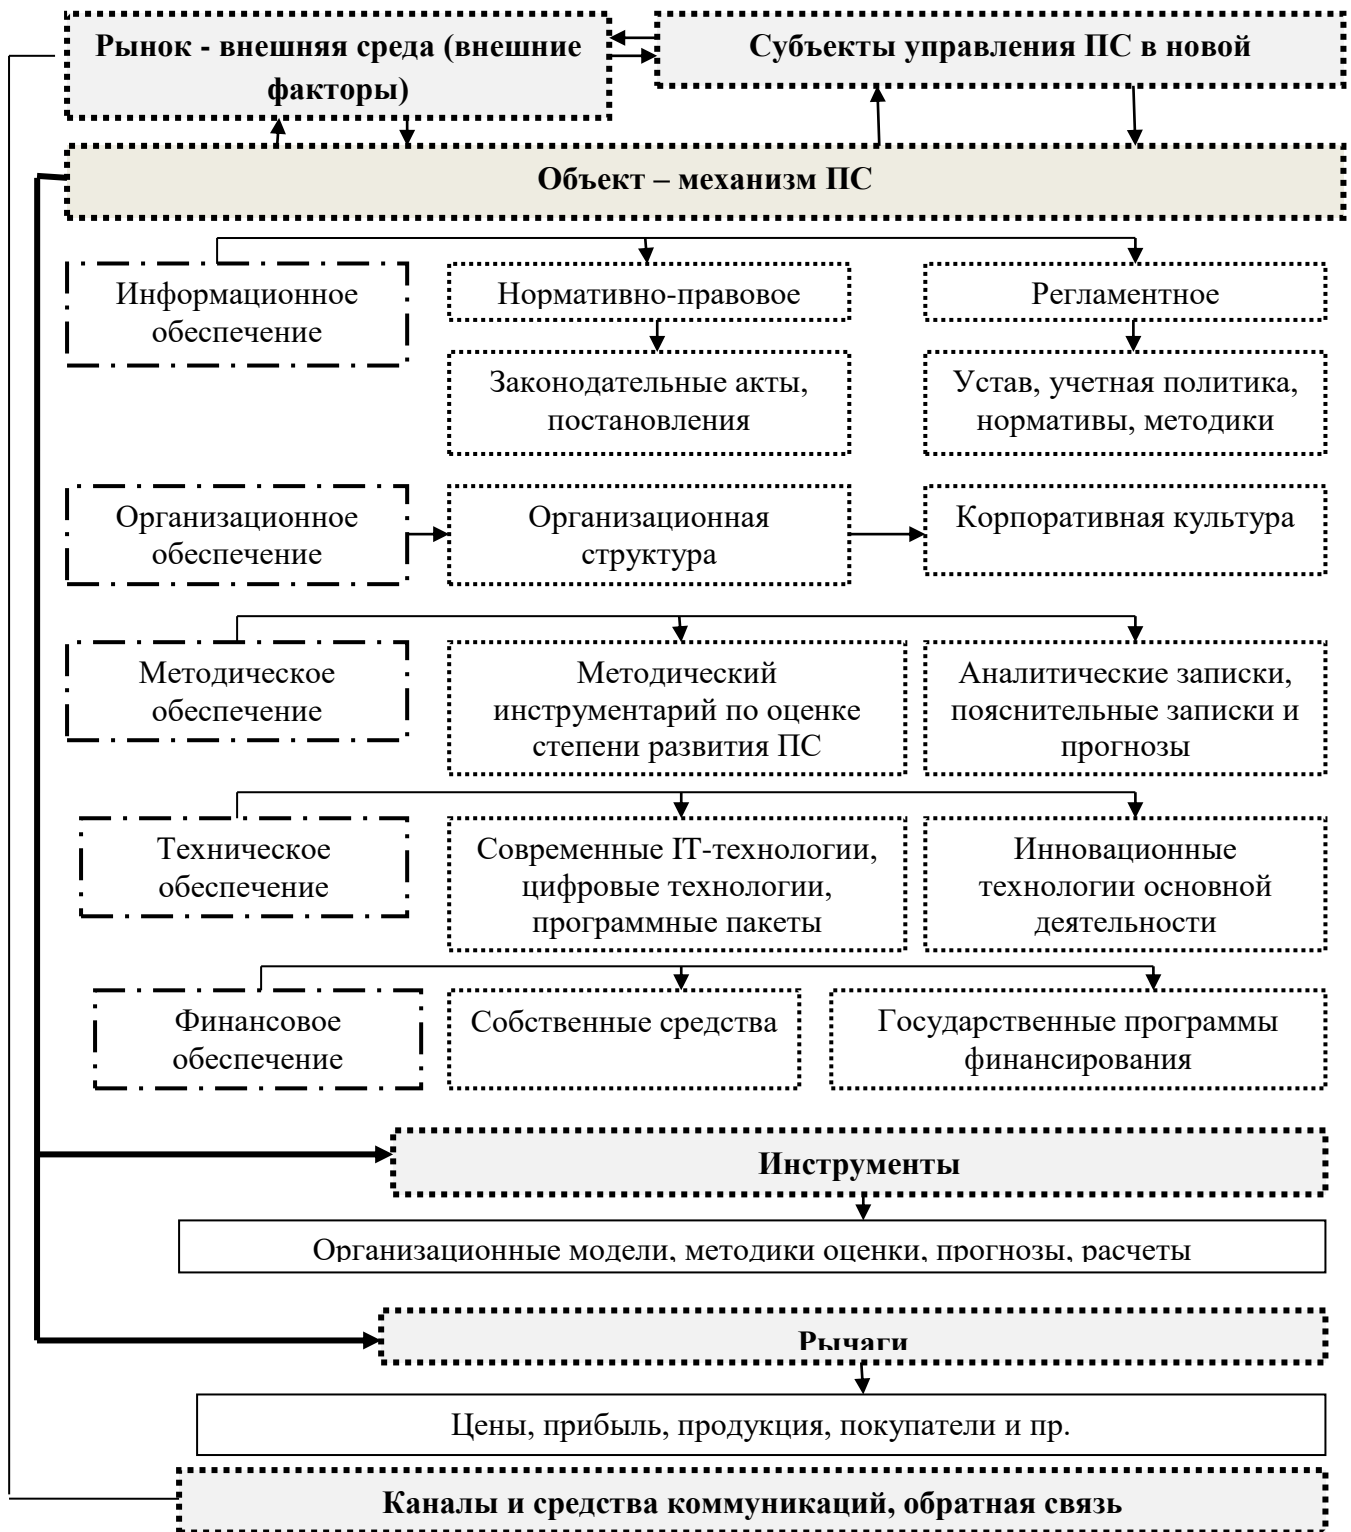 Рынок - внешняя среда (внешние
факторы)
Субъекты управления ПС в новой
Объект – механизм ПС
Информационное
обеспечение
Нормативно-правовое
Регламентное
Законодательные акты,
постановления
Устав, учетная политика,
нормативы, методики
Организационное
обеспечение
Организационная
структура
Корпоративная культура
Методическое
обеспечение
Методический
инструментарий по оценке
степени развития ПС
Аналитические записки,
пояснительные записки и
прогнозы
Техническое
обеспечение
Современные IT-технологии,
цифровые технологии,
программные пакеты
Инновационные
технологии основной
деятельности
Финансовое
обеспечение
Собственные средства
Государственные программы
финансирования
Инструменты
Организационные модели, методики оценки, прогнозы, расчеты
Рычаги
Цены, прибыль, продукция, покупатели и пр.
Каналы и средства коммуникаций, обратная связь